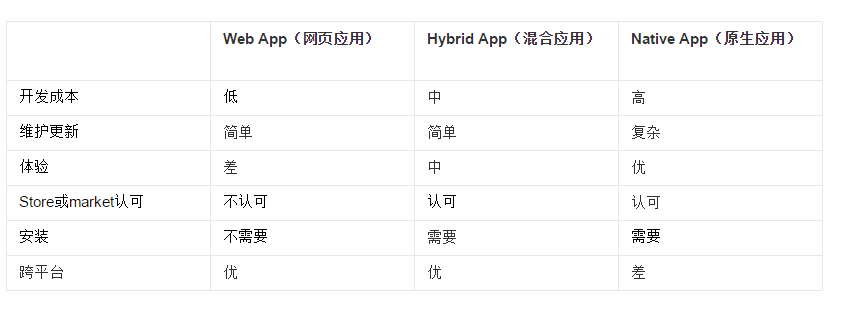 Web App（网页应用） Hybrid App（混合应用） Native App（原生应用）
开发成本 低 中 高
维护更新 简单 简单 复杂
体验 差 中 优
Store或market认可 不认可 认可 认可
安装 不需要 需要 需要
跨平台 优 优 差